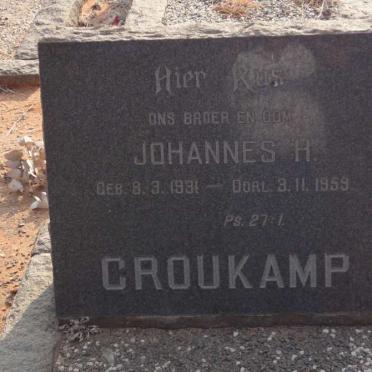 Hier Rus
ONS BROER EN OOM
JOHANNES H.
GEB. 8.3.1931 — OORL. 3.11.1959
Ps. 27:1.
CROUKAMP